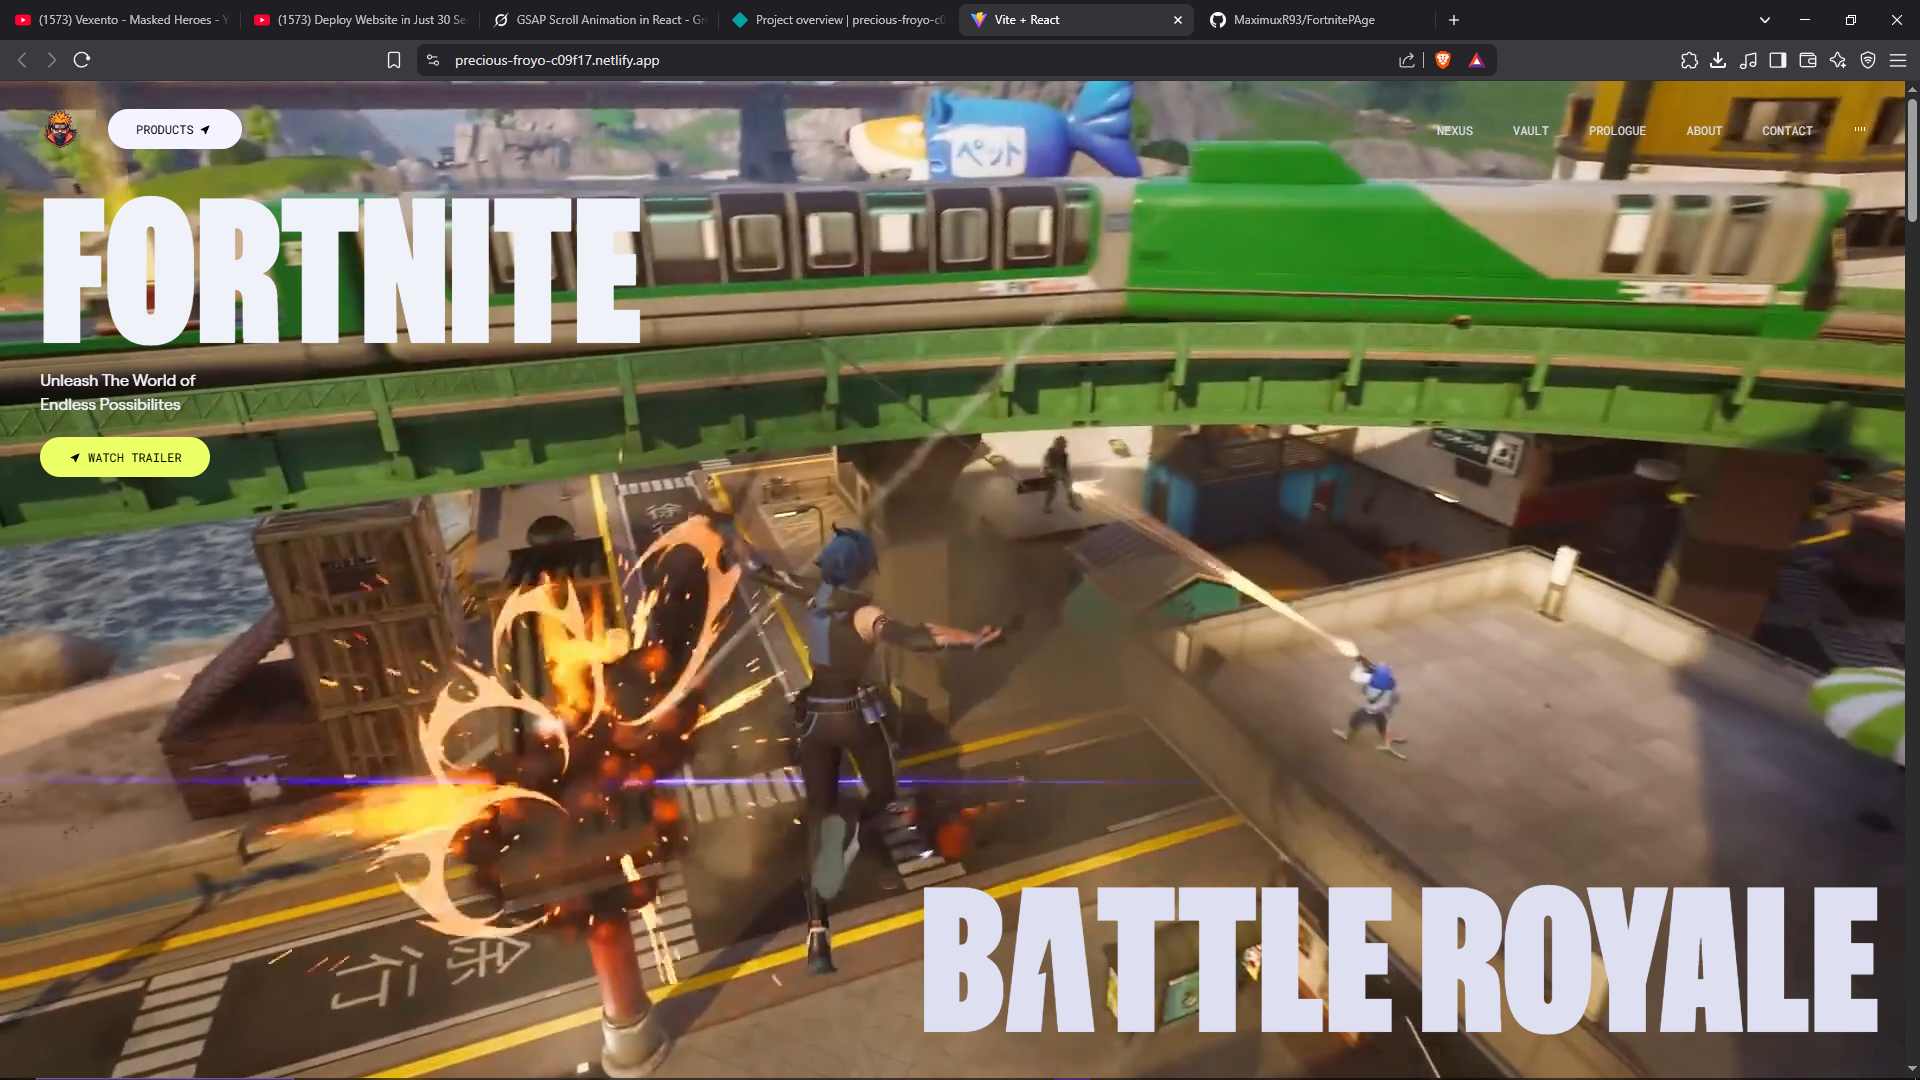 (1573) Vexento - Masked Heroes - Y
(1573) Deploy Website in Just 30 Se
GSAP Scroll Animation in React - Gr
Project overview | precious-froyo-c0
Vite + React
MaximuxR93/FortnitePAge
precious-froyo-c09f17.netlify.app
PRODUCTS
NEXUS
VAULT
PROLOGUE
ABOUT
CONTACT
ペット
FORTNITE
Unleash The World of
Endless Possibilites
WATCH TRAILER
BATTLE ROYALE